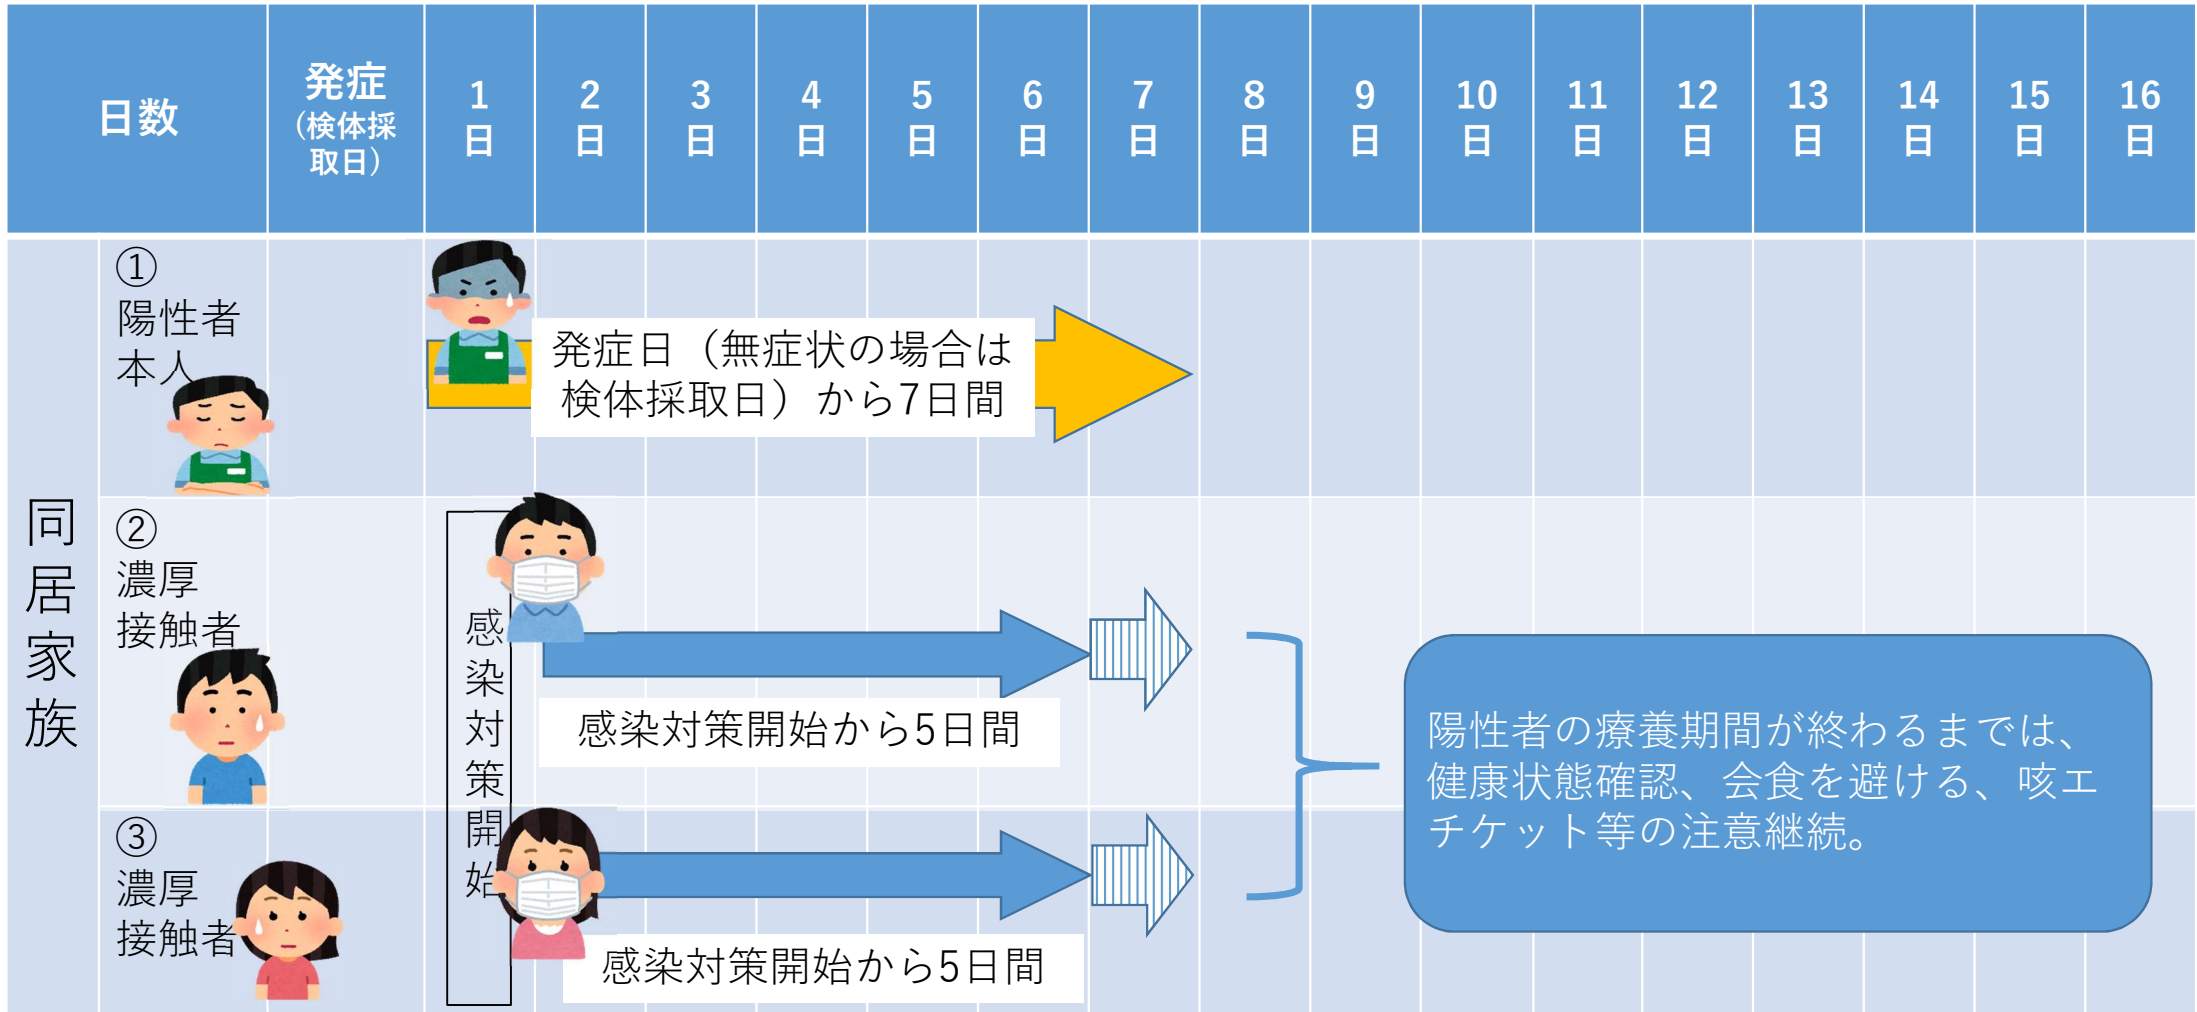 日数
発症
（検体採
取日）
1
日
2
日
3
日
4
日
5
日
6
日
7
日
8
日
9
日
10
日
11
日
12
日
13
日
14
日
15
日
16
日
同居家族
①
陽性者
本人
発症日（無症状の場合は
検体採取日）から7日間
②
濃厚
接触者
感染対策開始
感染対策開始から5日間
③
濃厚
接触者
感染対策開始から5日間
陽性者の療養期間が終わるまでは、
健康状態確認、会食を避ける、咳エ
チケット等の注意継続。